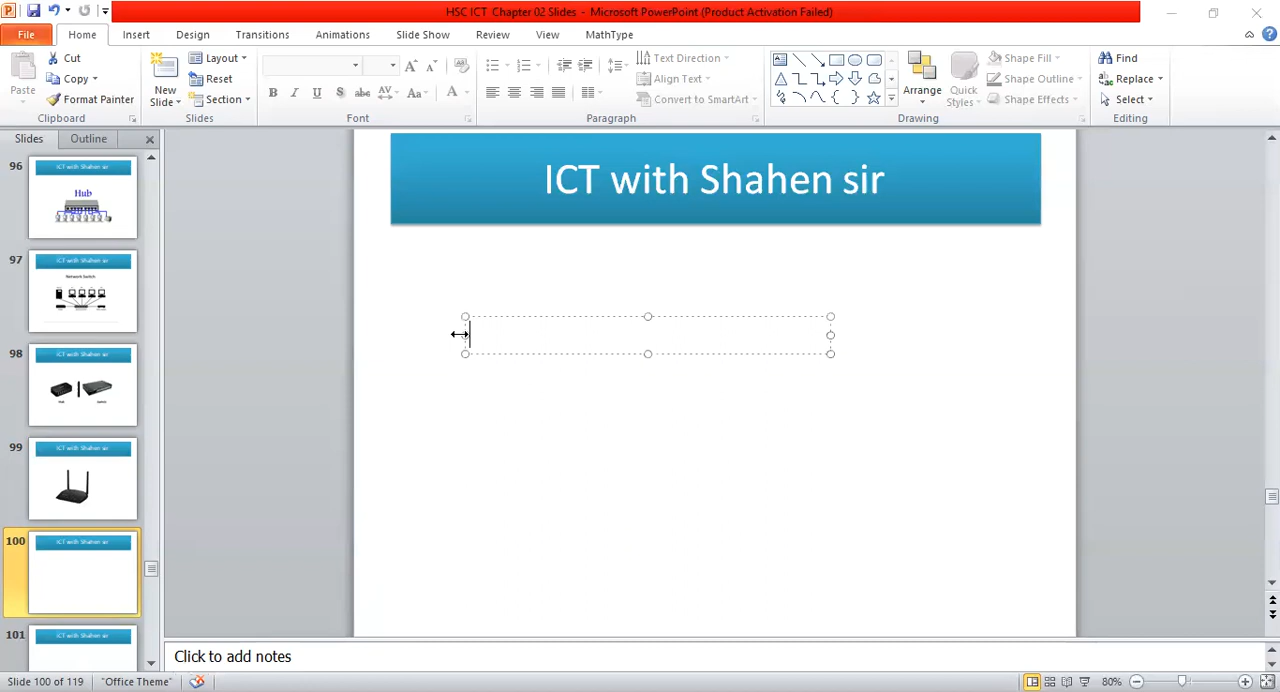 HSC ICT  Chapter 02 Slides  -  Microsoft PowerPoint (Product Activation Failed)
File Home Insert Design Transitions Animations Slide Show Review View MathType
Cut
Copy
Format Painter
Paste
Clipboard
New Slide
Layout
Reset
Section
Slides
B I U S abc AV Aa A
Font
Text Direction
Align Text
Convert to SmartArt
Paragraph
Arrange
Quick Styles
Shape Fill
Shape Outline
Shape Effects
Drawing
Find
Replace
Select
Editing
Slides Outline
96
ICT with Shahen sir
Hub
97
ICT with Shahen sir
Network Switch
98
ICT with Shahen sir
99
ICT with Shahen sir
100
ICT with Shahen sir
101
ICT with Shahen sir
ICT with Shahen sir
Click to add notes
Slide 100 of 119 "Office Theme" 80%